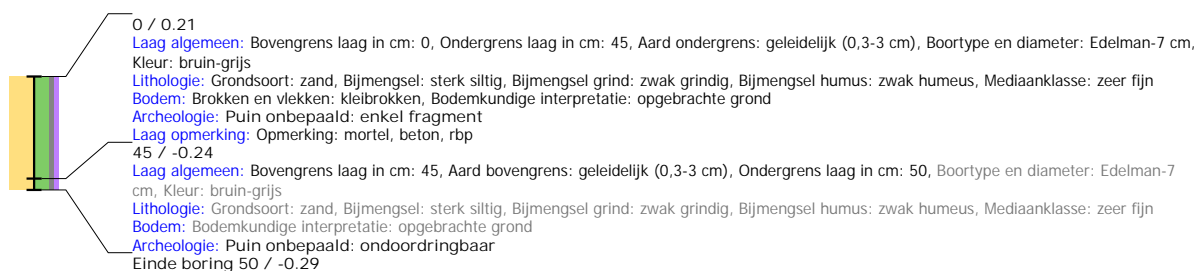 0 / 0.21
Laag algemeen: Bovengrens laag in cm: 0, Ondergrens laag in cm: 45, Aard ondergrens: geleidelijk (0,3-3 cm), Boortype en diameter: Edelman-7 cm,
Kleur: bruin-grijs
Lithologie: Grondsoort: zand, Bijmengsel: sterk siltig, Bijmengsel grind: zwak grindig, Bijmengsel humus: zwak humeus, Mediaanklasse: zeer fijn
Bodem: Brokken en vlekken: kleibrokken, Bodemkundige interpretatie: opgebrachte grond
Archeologie: Puin onbepaald: enkel fragment
Laag opmerking: Opmerking: mortel, beton, rbp
45 / -0.24
Laag algemeen: Bovengrens laag in cm: 45, Aard bovengrens: geleidelijk (0,3-3 cm), Ondergrens laag in cm: 50, Boortype en diameter: Edelman-7
cm, Kleur: bruin-grijs
Lithologie: Grondsoort: zand, Bijmengsel: sterk siltig, Bijmengsel grind: zwak grindig, Bijmengsel humus: zwak humeus, Mediaanklasse: zeer fijn
Bodem: Bodemkundige interpretatie: opgebrachte grond
Archeologie: Puin onbepaald: ondoordringbaar
Einde boring 50 / -0.29